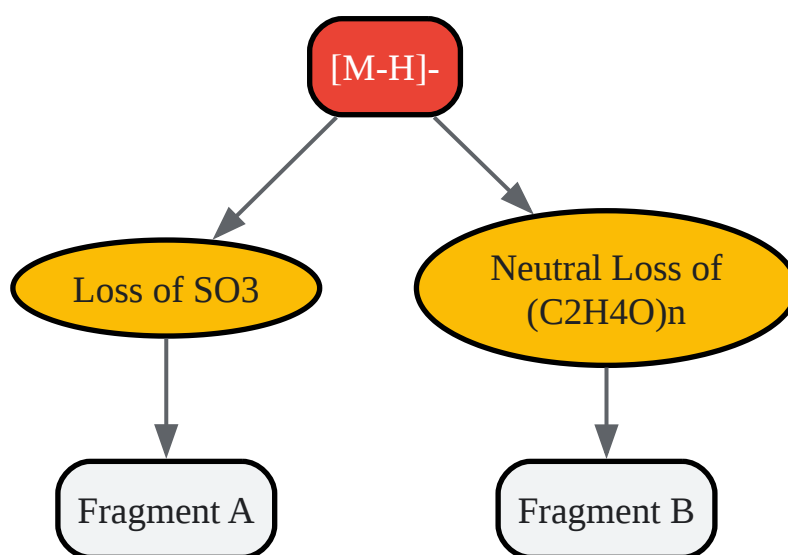 [M-H]-
Loss of SO3
Neutral Loss of
(C2H4O)n
Fragment A
Fragment B